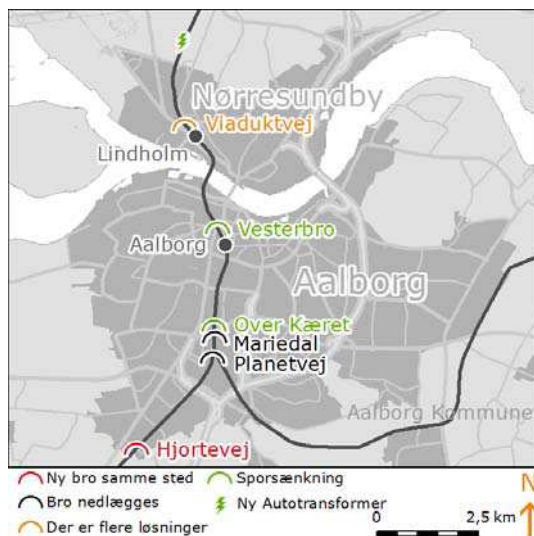 Nørresundby
Viaduktvej
Lindholm
Vesterbro
Aalborg
Aalborg
Over Kæret
Mariedal
Planetvej
Aalborg Kommune
Hjortevej
Ny bro samme sted
Sporsænkning
N
Bro nedlægges
Ny Autotransformer
Der er flere løsninger
0 2,5 km